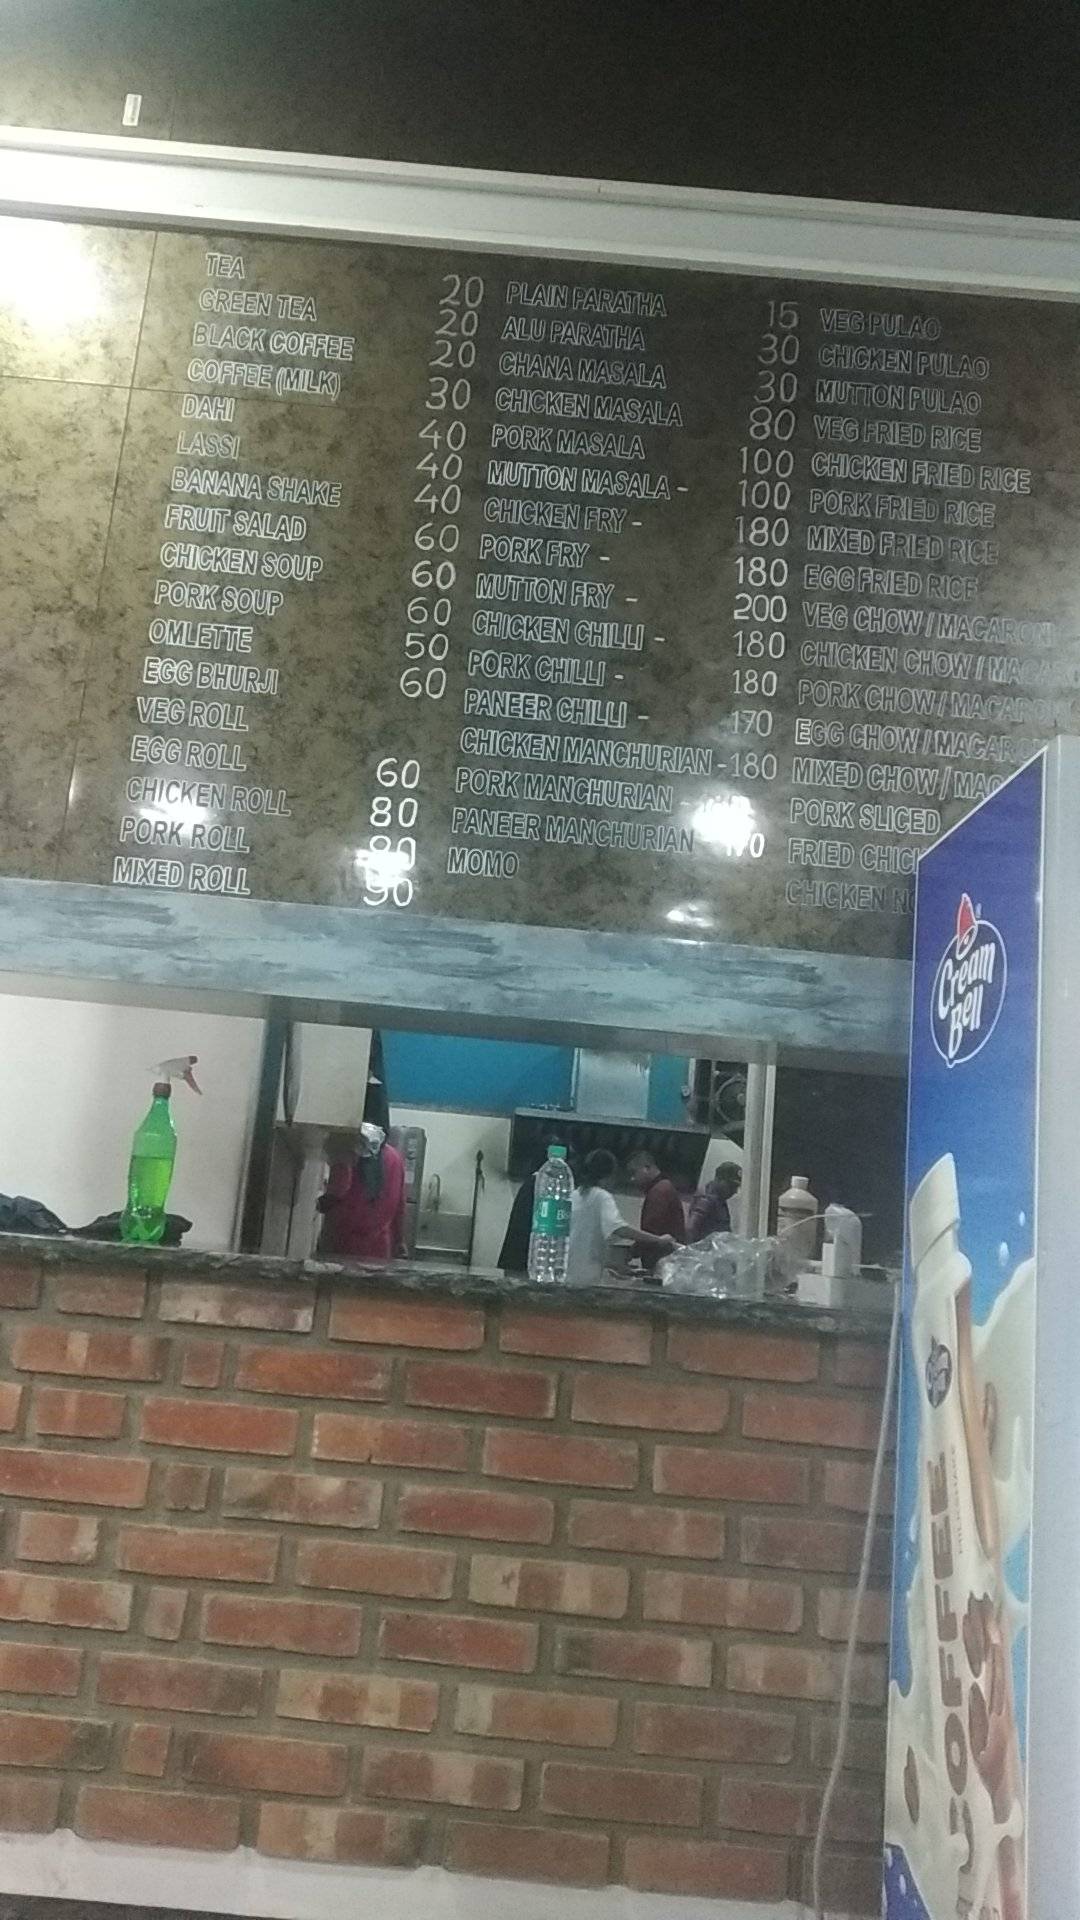 TEA
GREEN TEA 20
BLACK COFFEE 20
COFFEE (MILK) 20
DAHI 30
LASSI 40
BANANA SHAKE 40
FRUIT SALAD 40
CHICKEN SOUP 60
PORK SOUP 60
OMLETTE 60
EGG BHURJI 50
VEG ROLL 60
EGG ROLL
CHICKEN ROLL 60
PORK ROLL 80
MIXED ROLL 80
90
PLAIN PARATHA 15
ALU PARATHA 30
CHANA MASALA 30
CHICKEN MASALA 80
PORK MASALA 100
MUTTON MASALA - 100
CHICKEN FRY - 180
PORK FRY - 180
MUTTON FRY - 200
CHICKEN CHILLI - 180
PORK CHILLI - 180
PANEER CHILLI - 170
CHICKEN MANCHURIAN - 180
PORK MANCHURIAN -
PANEER MANCHURIAN
MOMO
VEG PULAO
CHICKEN PULAO
MUTTON PULAO
VEG FRIED RICE
CHICKEN FRIED RICE
PORK FRIED RICE
MIXED FRIED RICE
EGG FRIED RICE
VEG CHOW / MACARONI
CHICKEN CHOW /
PORK CHOW /
EGG CHOW /
MIXED CHOW /
PORK SLICED
FRIED
CHICKEN
Cream
Bell
COFFEE